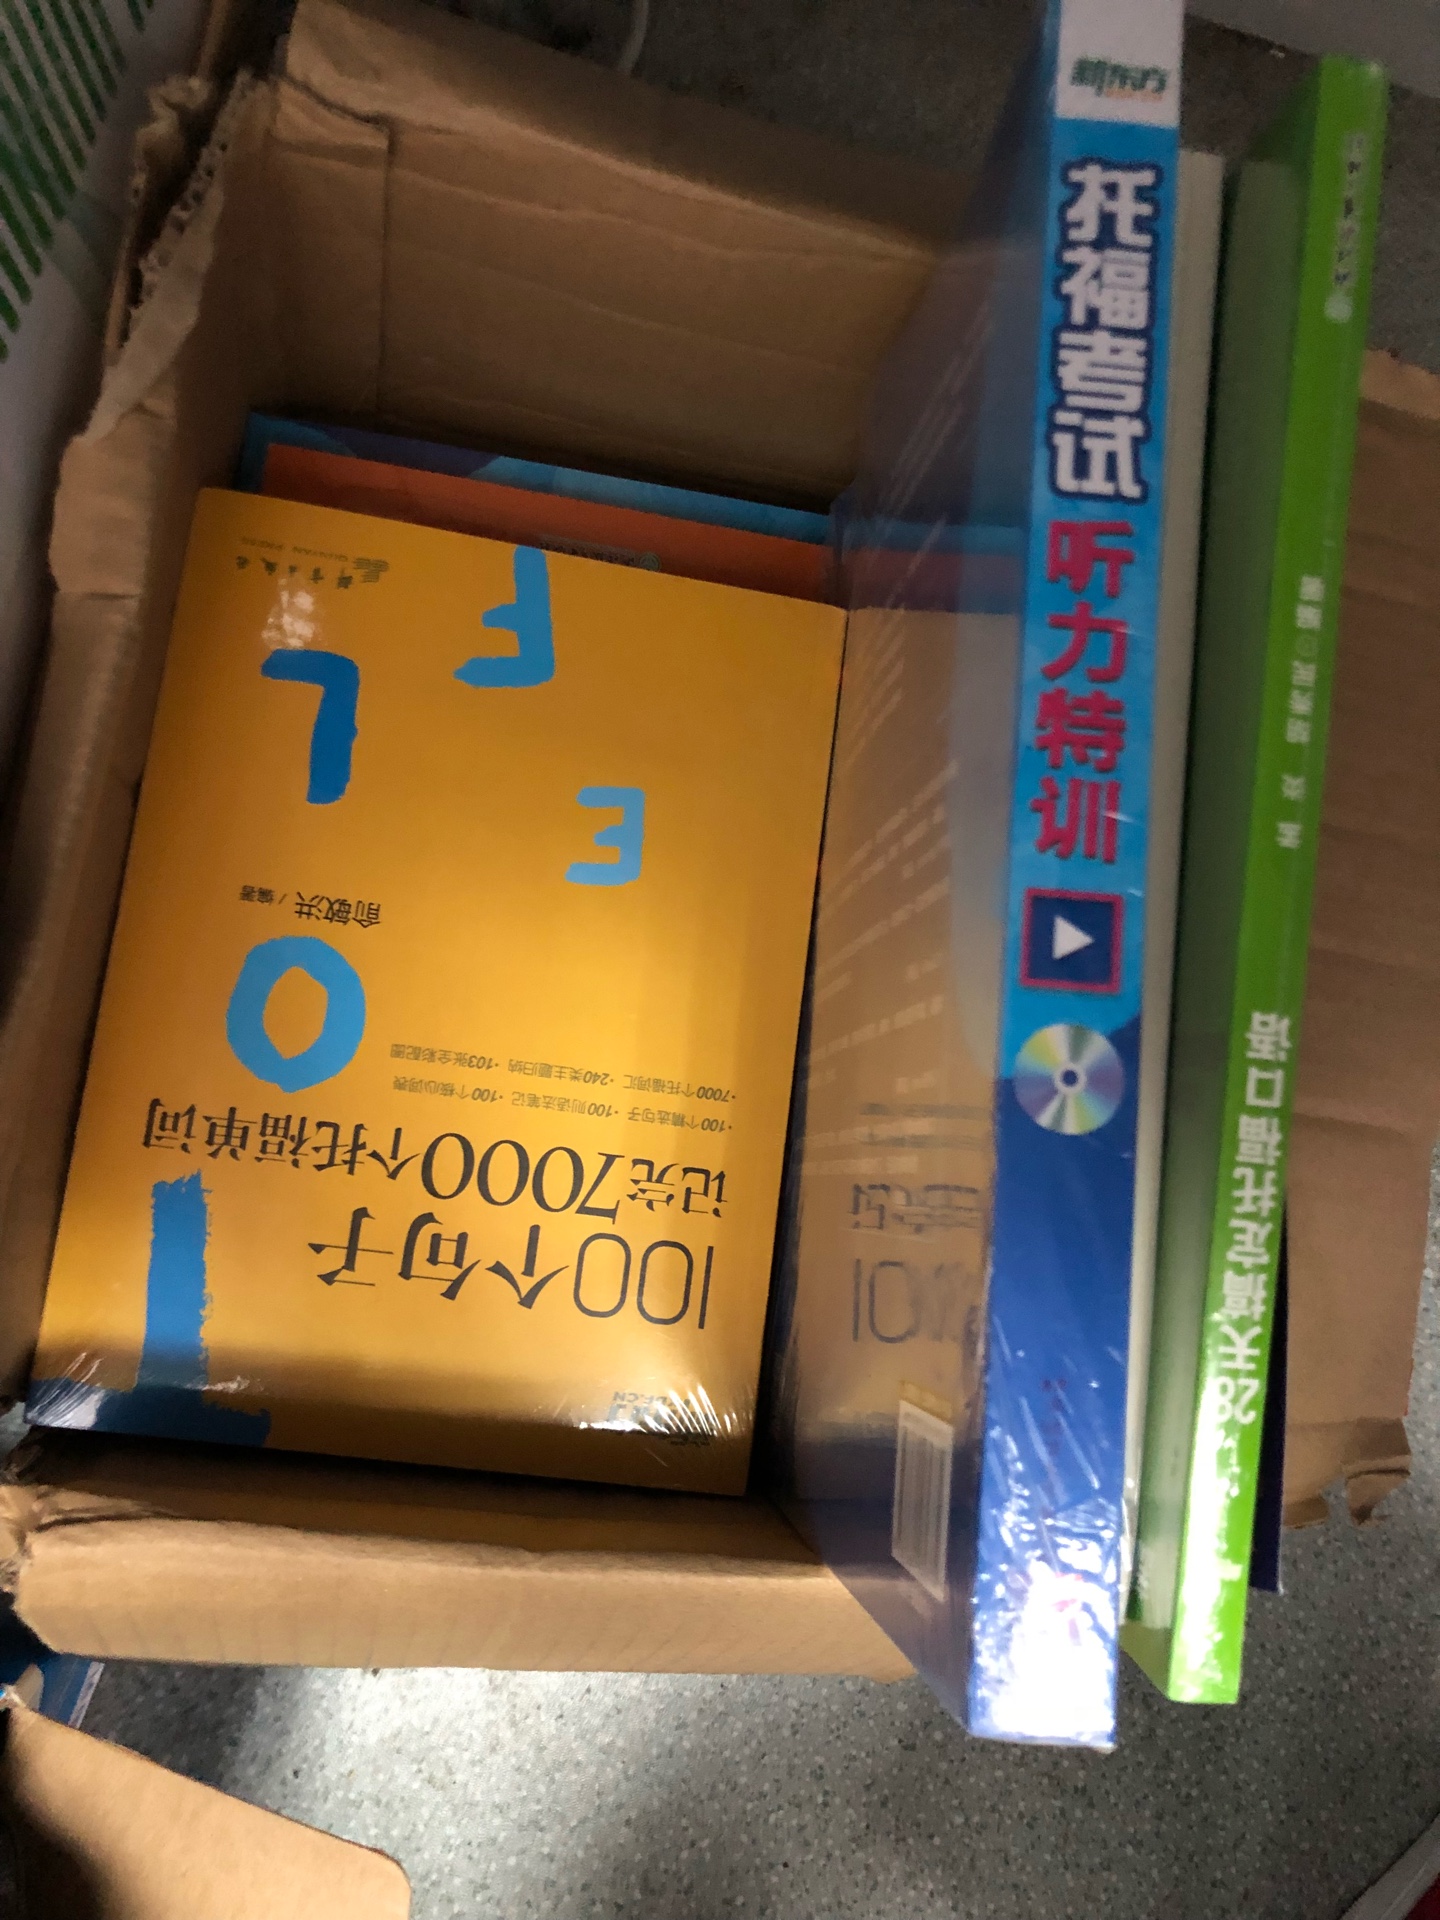 100个句子
记完7000个托福单词
·100个精选句子 ·100则语法笔记 ·100个核心词表
·7000个托福词汇 ·240类主题归纳 ·103张全彩配图
俞敏洪 / 编著
T
O
E
F
L
新东方
托福考试
听力特训
28天搞定托福口语